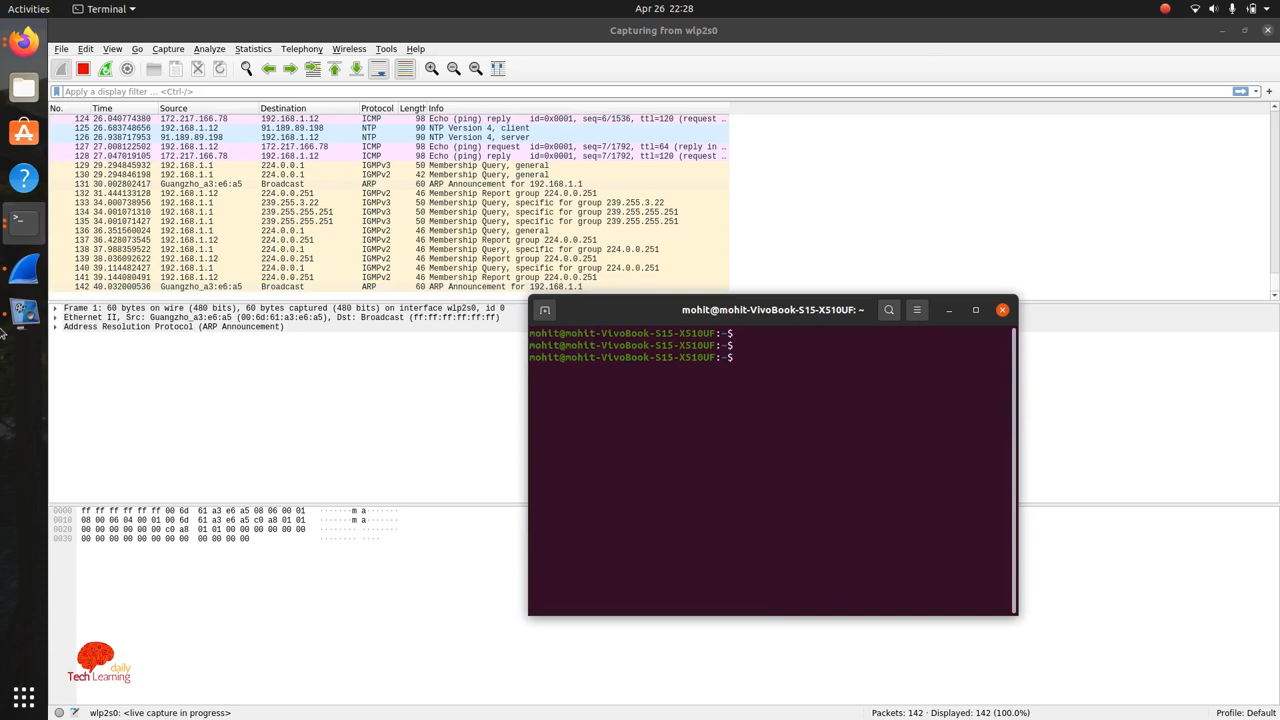 Activities Terminal Apr 26 22:28
Capturing from wlp2s0
File Edit View Go Capture Analyze Statistics Telephony Wireless Tools Help
Apply a display filter ... <Ctrl-/>
No. Time Source Destination Protocol Length Info
124 26.040774380 172.217.166.78 192.168.1.12 ICMP 98 Echo (ping) reply id=0x0001, seq=6/1536, ttl=120 (request …
125 26.683748656 192.168.1.12 91.189.89.198 NTP 90 NTP Version 4, client
126 26.938717953 91.189.89.198 192.168.1.12 NTP 90 NTP Version 4, server
127 27.008122502 192.168.1.12 172.217.166.78 ICMP 98 Echo (ping) request id=0x0001, seq=7/1792, ttl=64 (reply in …
128 27.047019105 172.217.166.78 192.168.1.12 ICMP 98 Echo (ping) reply id=0x0001, seq=7/1792, ttl=120 (request …
129 29.294845932 192.168.1.1 224.0.0.1 IGMPv3 50 Membership Query, general
130 29.294846200 192.168.1.1 224.0.0.1 IGMPv2 42 Membership Query, general
131 30.002802417 Guangzho_a3:e6:a5 Broadcast ARP 60 ARP Announcement for 192.168.1.1
132 31.444133128 192.168.1.12 224.0.0.251 IGMPv2 46 Membership Report group 224.0.0.251
133 34.000738956 192.168.1.1 239.255.3.22 IGMPv3 50 Membership Query, specific for group 239.255.3.22
134 34.001071310 192.168.1.1 239.255.255.251 IGMPv3 50 Membership Query, specific for group 239.255.255.251
135 34.001071427 192.168.1.1 239.255.255.251 IGMPv3 50 Membership Query, specific for group 239.255.255.251
136 36.351560024 192.168.1.1 224.0.0.1 IGMPv2 46 Membership Query, general
137 36.428073545 192.168.1.12 224.0.0.251 IGMPv2 46 Membership Report group 224.0.0.251
138 37.988359522 192.168.1.1 224.0.0.251 IGMPv2 46 Membership Query, specific for group 224.0.0.251
139 38.036092622 192.168.1.12 224.0.0.251 IGMPv2 46 Membership Report group 224.0.0.251
140 39.114482427 192.168.1.1 224.0.0.251 IGMPv2 46 Membership Query, specific for group 224.0.0.251
141 39.144080491 192.168.1.12 224.0.0.251 IGMPv2 46 Membership Report group 224.0.0.251
142 40.032000536 Guangzho_a3:e6:a5 Broadcast ARP 60 ARP Announcement for 192.168.1.1
Frame 1: 60 bytes on wire (480 bits), 60 bytes captured (480 bits) on interface wlp2s0, id 0
Ethernet II, Src: Guangzho_a3:e6:a5 (00:6d:61:a3:e6:a5), Dst: Broadcast (ff:ff:ff:ff:ff:ff)
Address Resolution Protocol (ARP Announcement)
mohit@mohit-VivoBook-S15-X510UF: ~
mohit@mohit-VivoBook-S15-X510UF:~$
mohit@mohit-VivoBook-S15-X510UF:~$
mohit@mohit-VivoBook-S15-X510UF:~$
0000 ff ff ff ff ff ff 00 6d 61 a3 e6 a5 08 06 00 01 ·······m a·······
0010 08 00 06 04 00 01 00 6d 61 a3 e6 a5 c0 a8 01 01 ·······m a·······
0020 00 00 00 00 00 00 c0 a8 01 01 00 00 00 00 00 00 ········ ········
0030 00 00 00 00 00 00 00 00 00 00 00 00 ········ ····
daily
Tech Learning
wlp2s0: <live capture in progress> Packets: 142 · Displayed: 142 (100.0%) Profile: Default